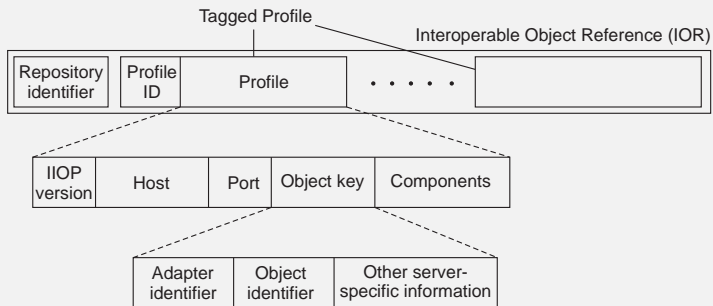 Tagged Profile
Interoperable Object Reference (IOR)
Repository
identifier
Profile
ID
Profile
IIOP
version
Host
Port
Object key
Components
Adapter
identifier
Object
identifier
Other server-
specific information